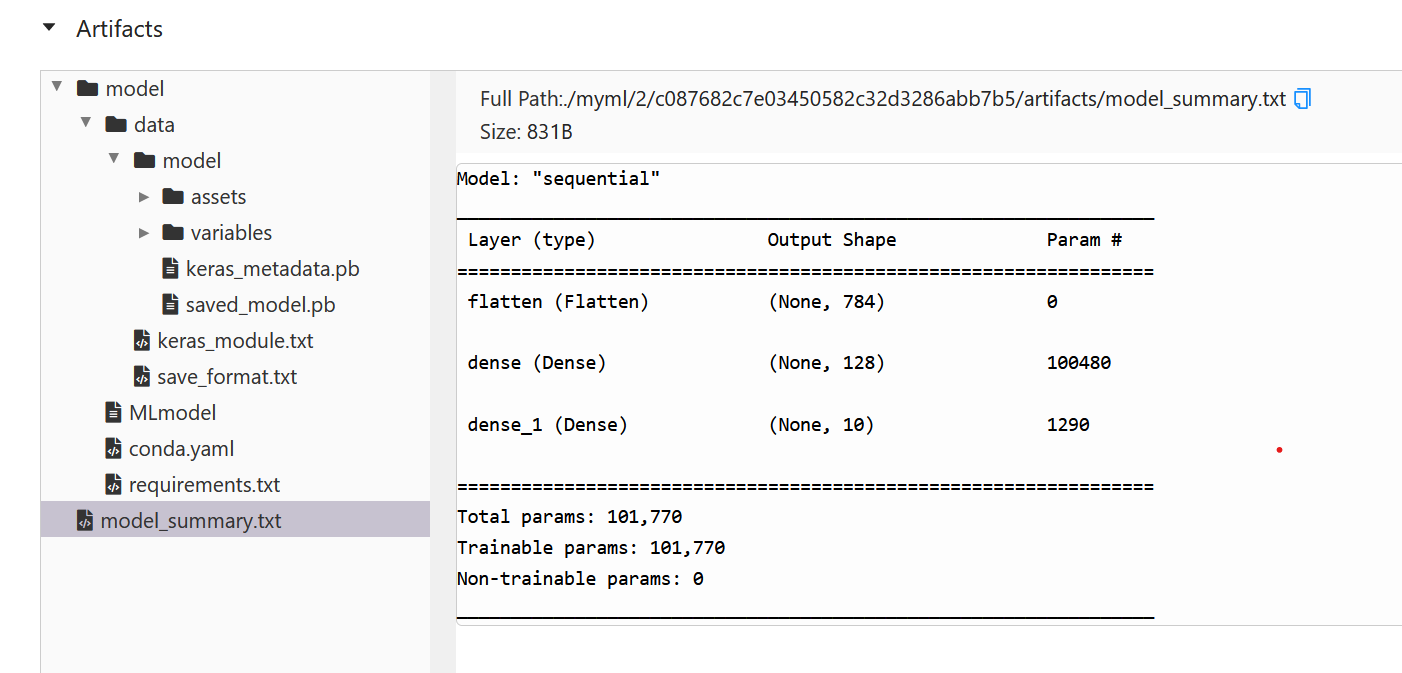 Artifacts
model
data
model
assets
variables
keras_metadata.pb
saved_model.pb
keras_module.txt
save_format.txt
MLmodel
conda.yaml
requirements.txt
model_summary.txt
Full Path:./myml/2/c087682c7e03450582c32d3286abb7b5/artifacts/model_summary.txt
Size: 831B
Model: "sequential"
_________________________________________________________________
Layer (type) Output Shape Param #
=================================================================
flatten (Flatten) (None, 784) 0
dense (Dense) (None, 128) 100480
dense_1 (Dense) (None, 10) 1290
=================================================================
Total params: 101,770
Trainable params: 101,770
Non-trainable params: 0
_________________________________________________________________